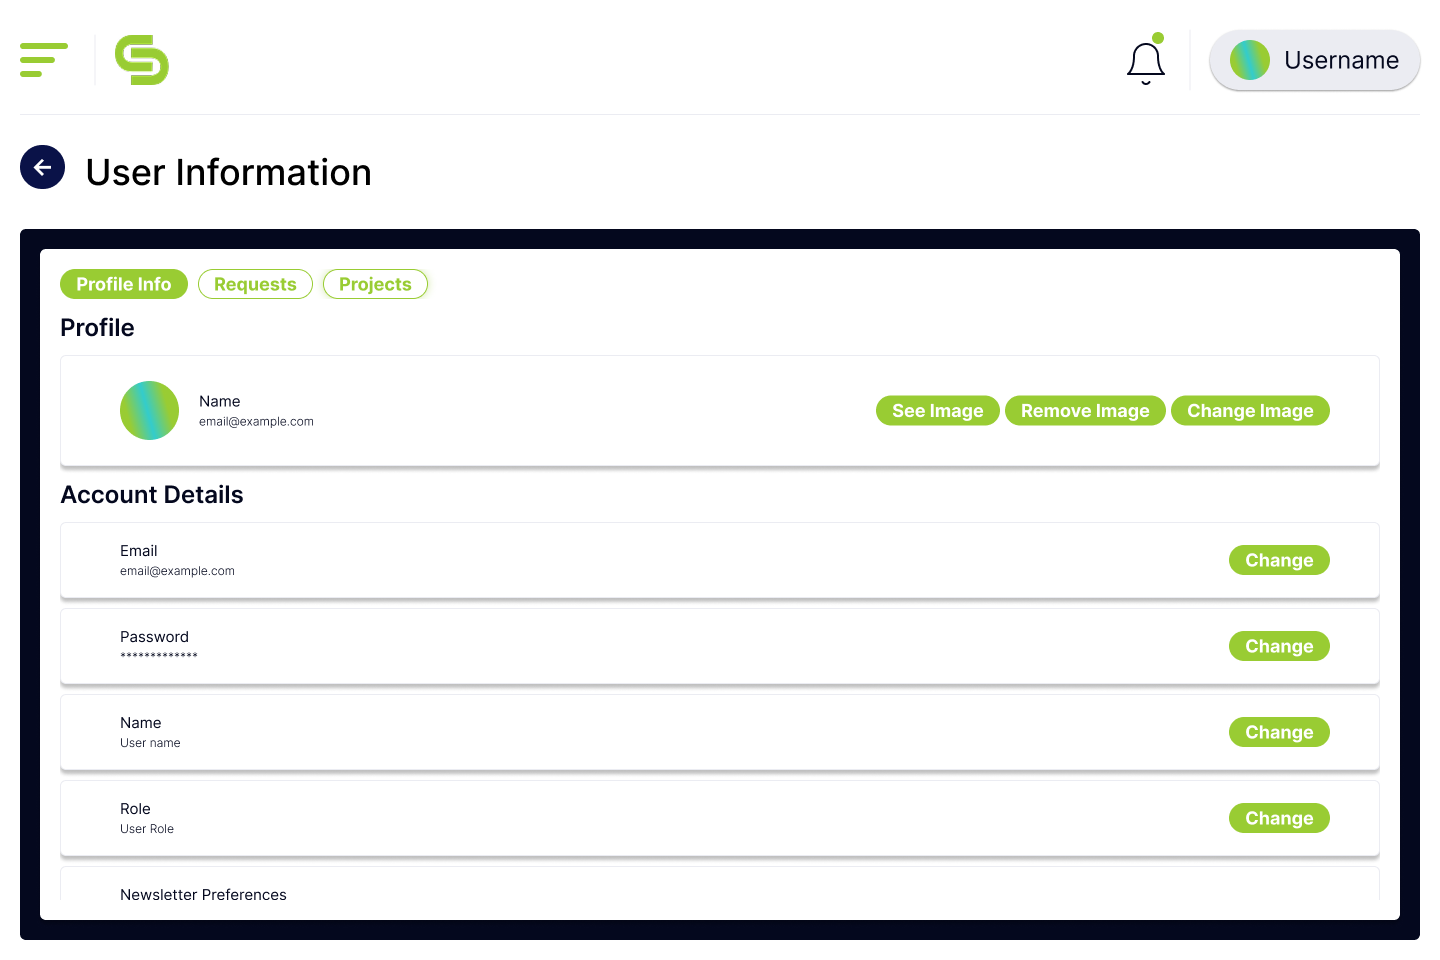 Username
User Information
Profile Info Requests Projects
Profile
Name
email@example.com
See Image Remove Image Change Image
Account Details
Email
email@example.com
Change
Password
*************
Change
Name
User name
Change
Role
User Role
Change
Newsletter Preferences